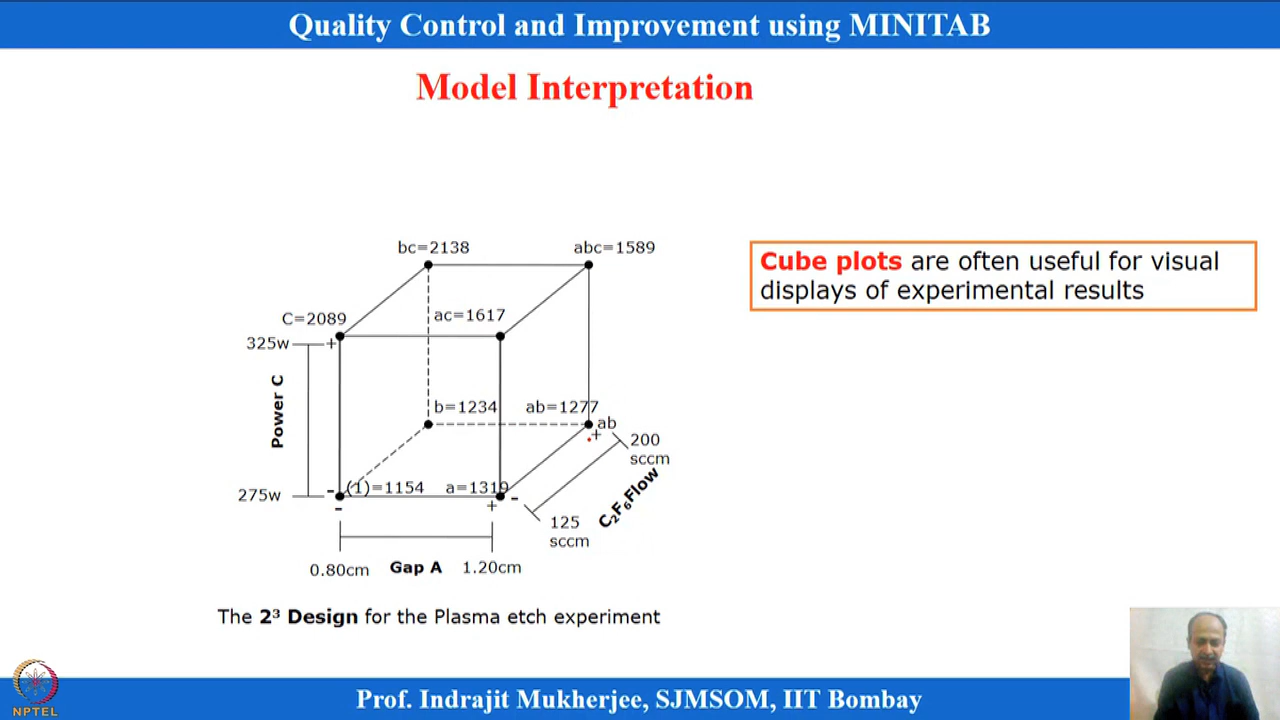 Quality Control and Improvement using MINITAB
Model Interpretation
bc=2138
abc=1589
C=2089
ac=1617
325w
+
Power C
b=1234
ab=1277
ab
+
200
sccm
275w
-
(1)=1154
a=1319
-
-
+
125
sccm
C₂F₆Flow
0.80cm
Gap A
1.20cm
The 2³ Design for the Plasma etch experiment
Cube plots are often useful for visual
displays of experimental results
NPTEL
Prof. Indrajit Mukherjee, SJMSOM, IIT Bombay